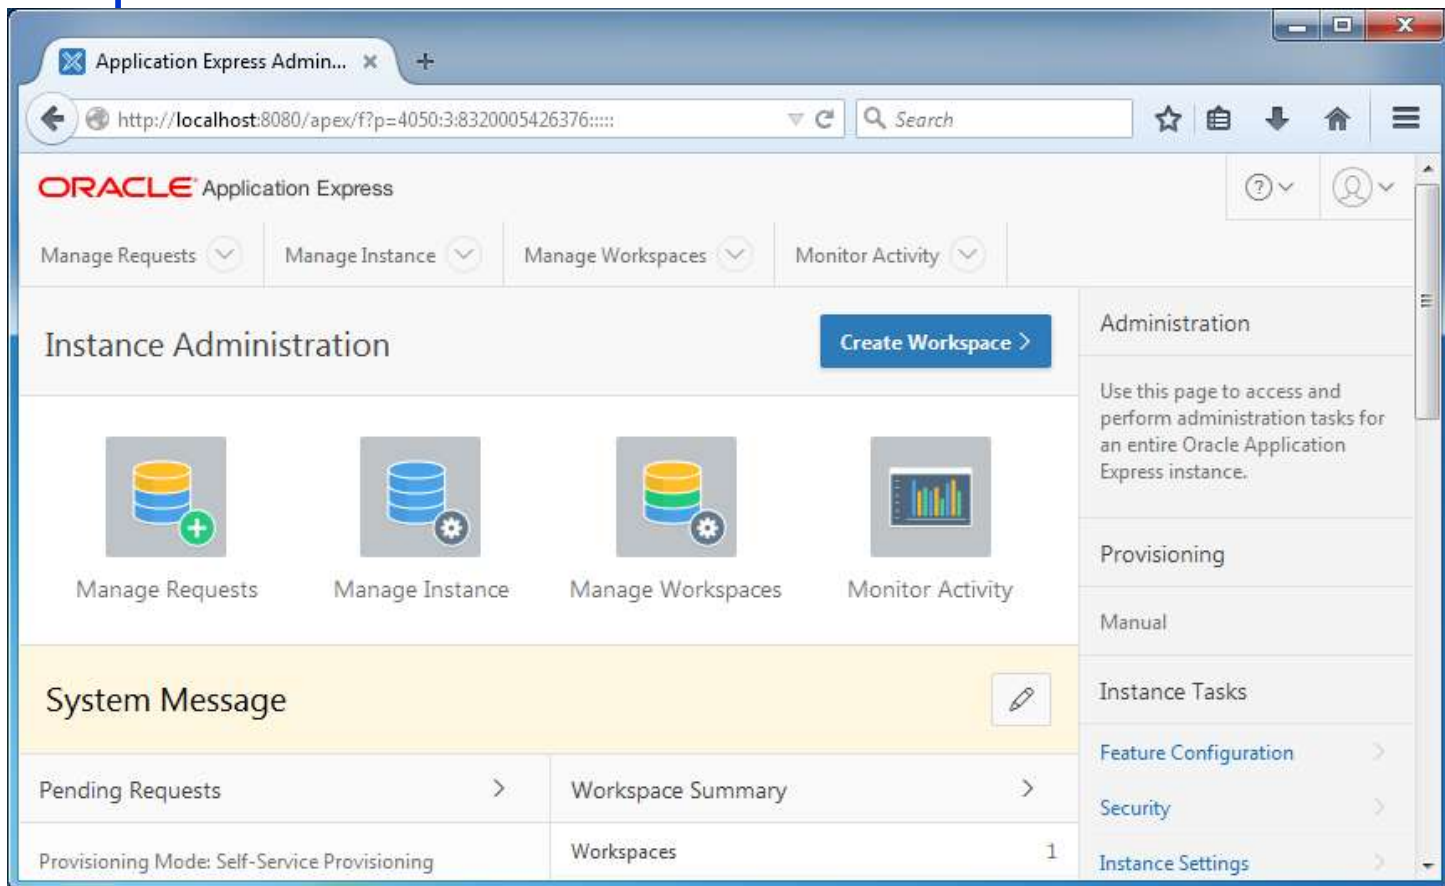 Application Express Admin...
http://localhost:8080/apex/f?p=4050:3:8320005426376:::::
Search
ORACLE Application Express
Manage Requests
Manage Instance
Manage Workspaces
Monitor Activity
Instance Administration
Create Workspace >
Manage Requests
Manage Instance
Manage Workspaces
Monitor Activity
System Message
Pending Requests
Provisioning Mode: Self-Service Provisioning
Workspace Summary
Workspaces 1
Administration
Use this page to access and
perform administration tasks for
an entire Oracle Application
Express instance.
Provisioning
Manual
Instance Tasks
Feature Configuration
Security
Instance Settings